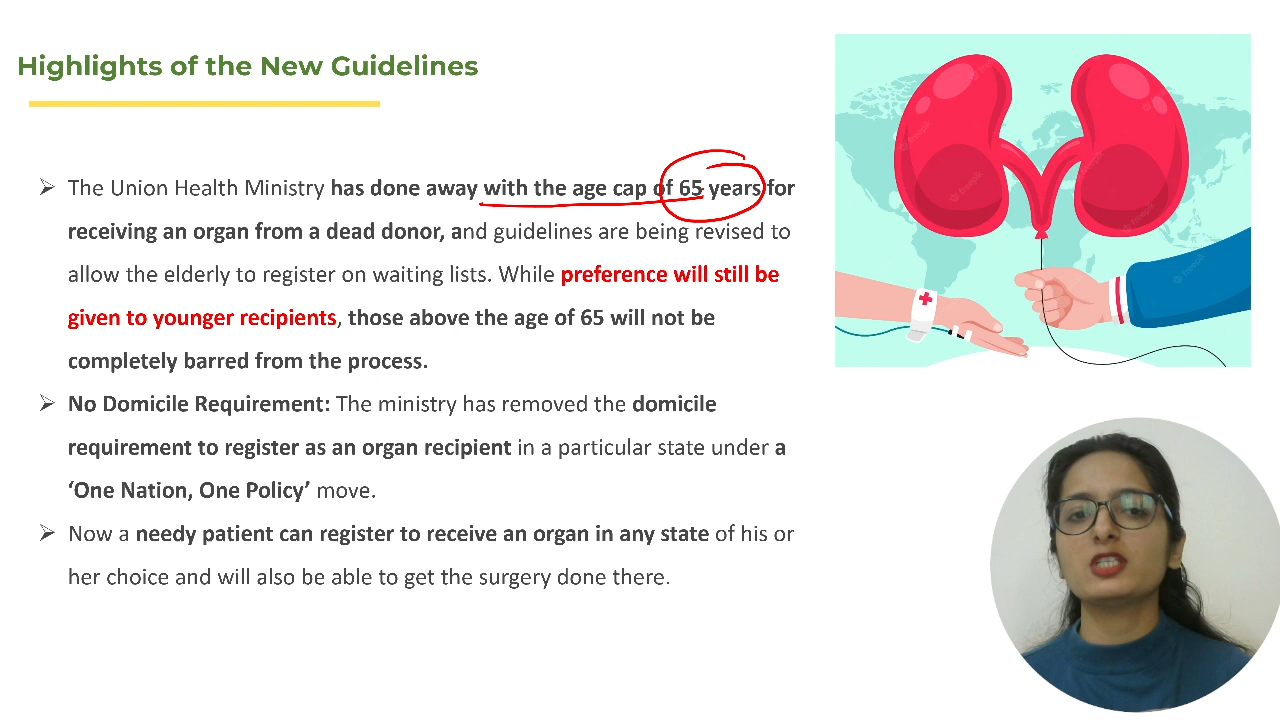 Highlights of the New Guidelines
➢ The Union Health Ministry has done away with the age cap of 65 years for
receiving an organ from a dead donor, and guidelines are being revised to
allow the elderly to register on waiting lists. While preference will still be
given to younger recipients, those above the age of 65 will not be
completely barred from the process.
➢ No Domicile Requirement: The ministry has removed the domicile
requirement to register as an organ recipient in a particular state under a
‘One Nation, One Policy’ move.
➢ Now a needy patient can register to receive an organ in any state of his or
her choice and will also be able to get the surgery done there.